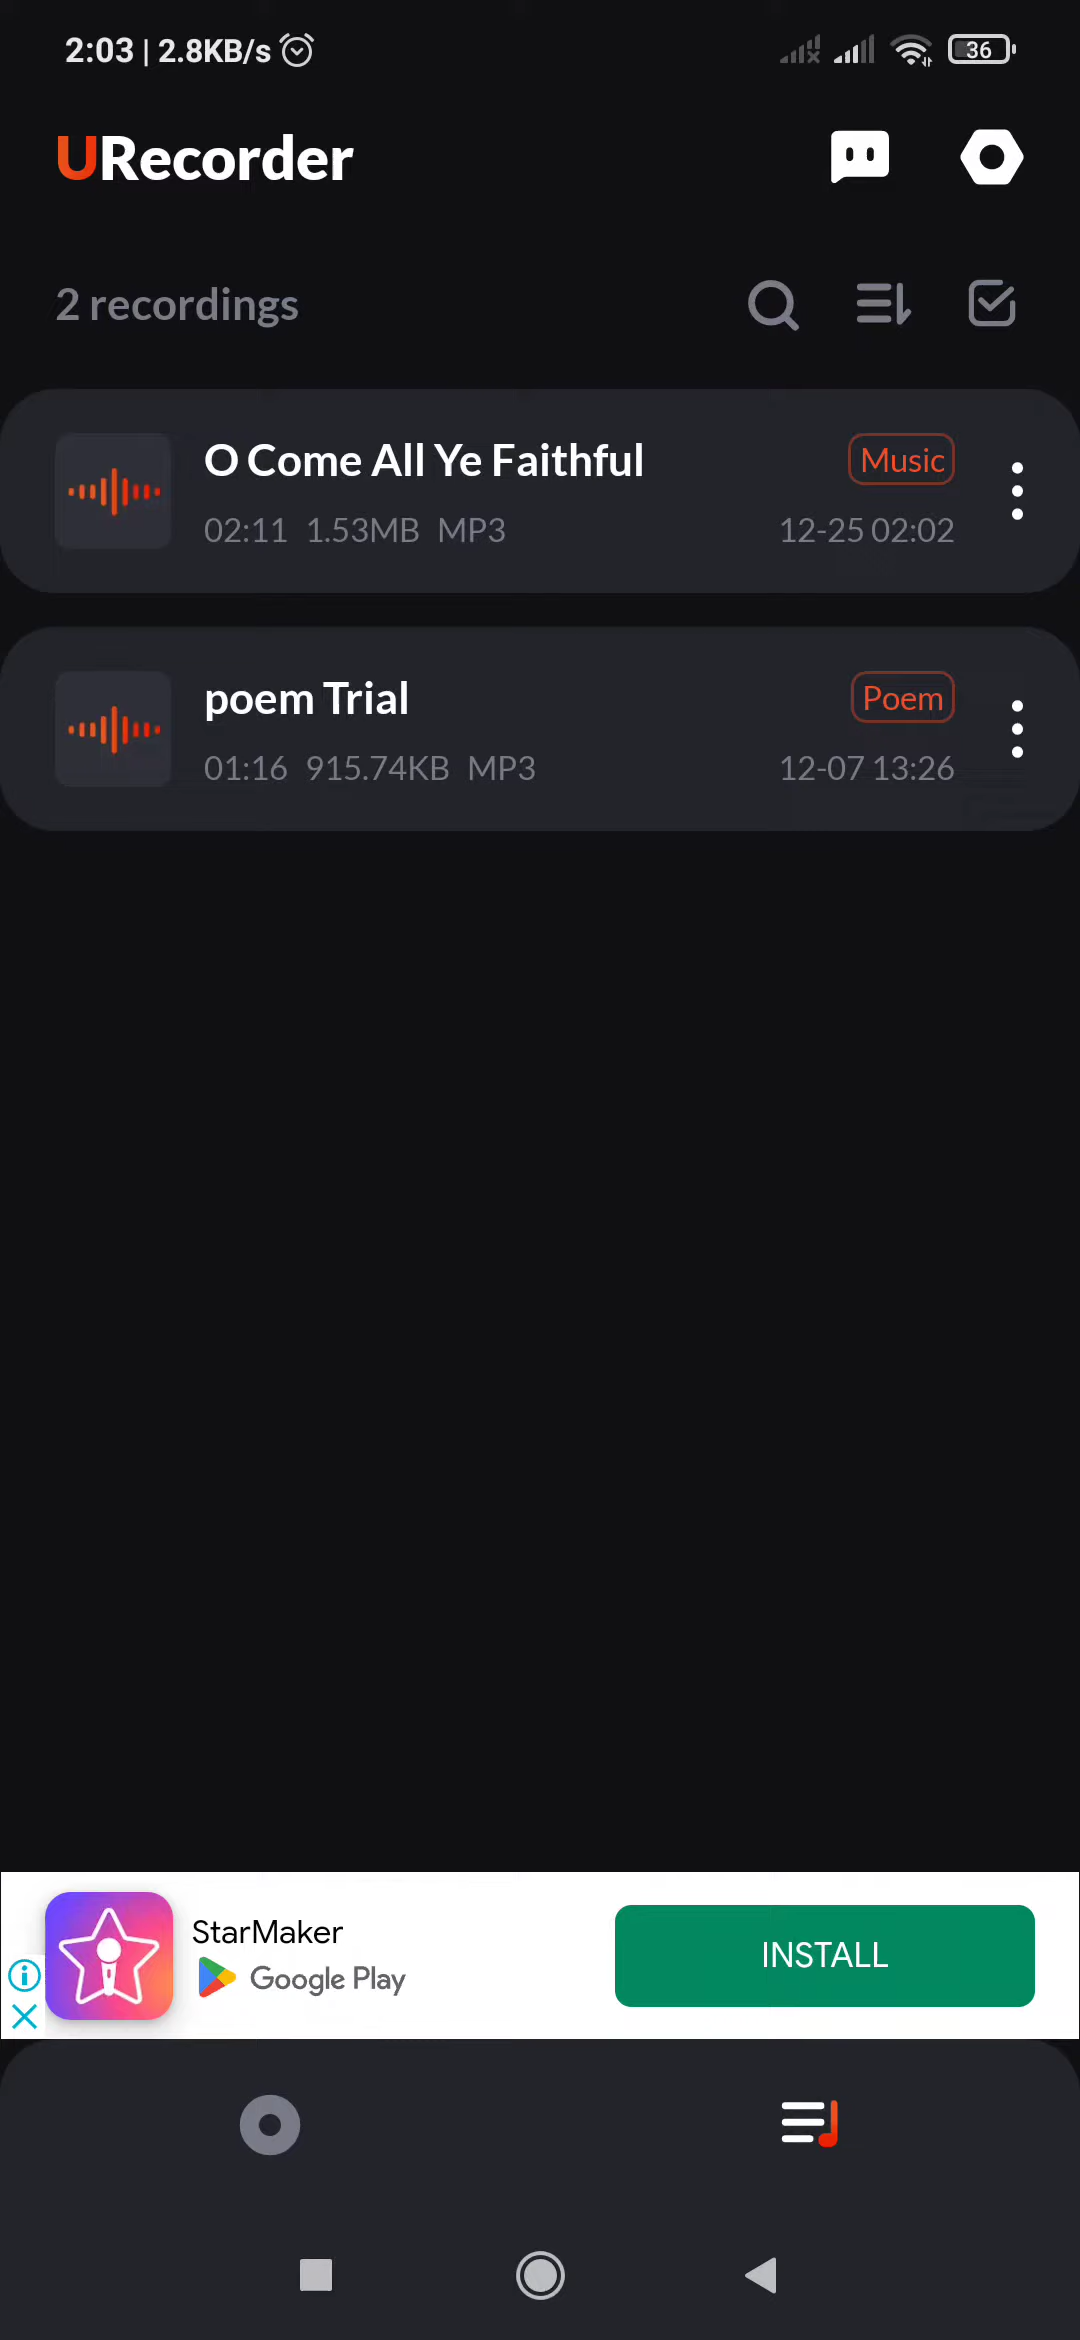 2:03 | 2.8KB/s
36
URecorder
2 recordings
O Come All Ye Faithful
Music
02:11 1.53MB MP3
12-25 02:02
poem Trial
Poem
01:16 915.74KB MP3
12-07 13:26
StarMaker
Google Play
INSTALL